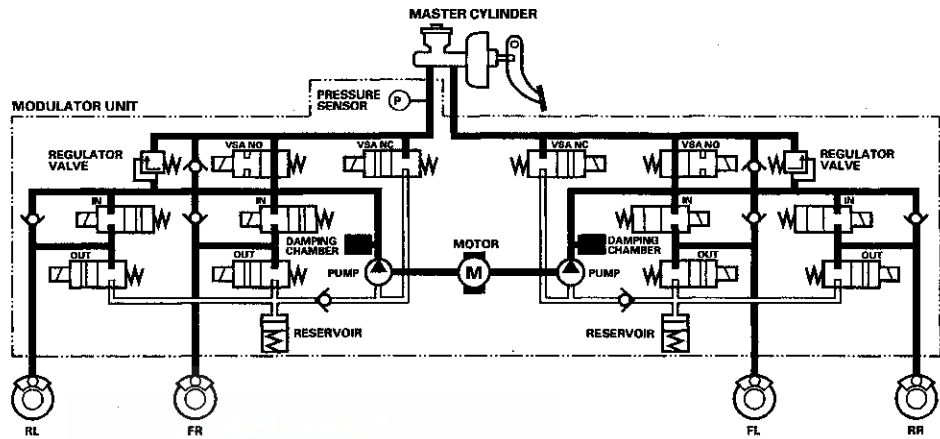 MASTER CYLINDER
PRESSURE
SENSOR
P
MODULATOR UNIT
REGULATOR
VALVE
VSA NO
VSA NC
VSA NC
VSA NO
REGULATOR
VALVE
IN
IN
IN
IN
DAMPING
CHAMBER
MOTOR
DAMPING
CHAMBER
OUT
OUT
PUMP
M
PUMP
OUT
OUT
RESERVOIR
RESERVOIR
RL
FR
FL
RR